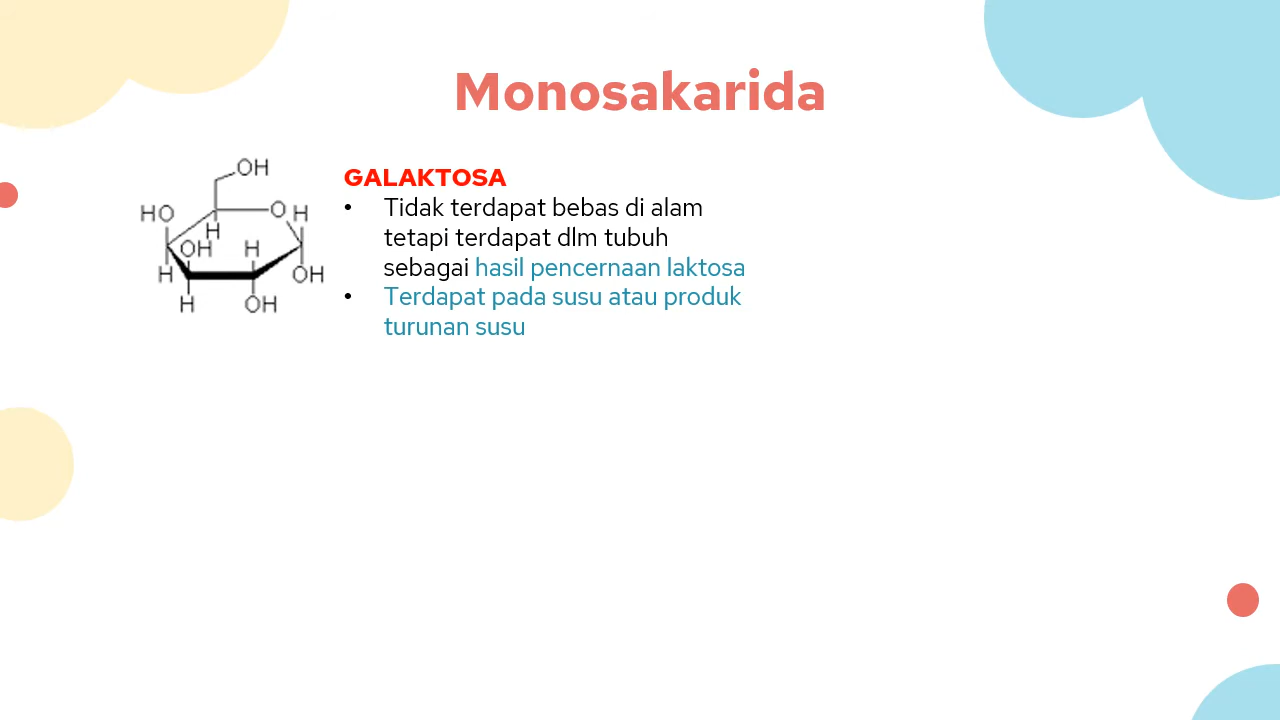 Monosakarida
OH
HO
O
H
H
OH
H
H
OH
H
OH
GALAKTOSA
• Tidak terdapat bebas di alam
tetapi terdapat dlm tubuh
sebagai hasil pencernaan laktosa
• Terdapat pada susu atau produk
turunan susu